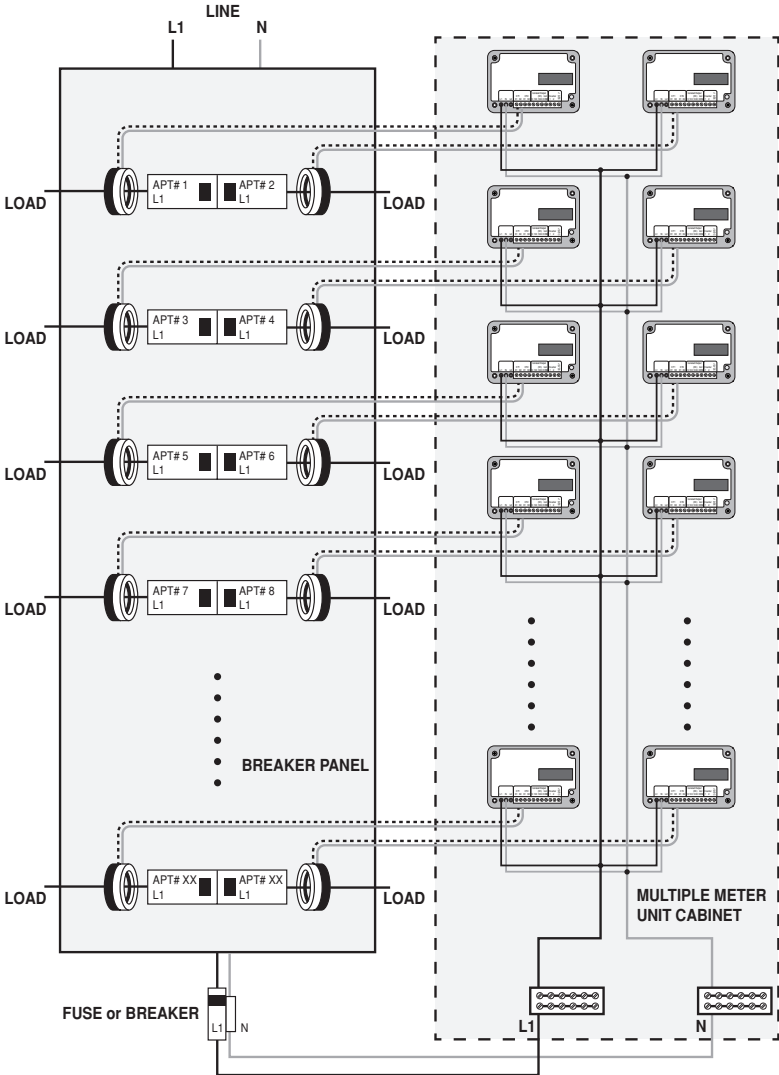 LINE
L1 N
APT# 1 APT# 2
L1 L1
LOAD LOAD
APT# 3 APT# 4
L1 L1
LOAD LOAD
APT# 5 APT# 6
L1 L1
LOAD LOAD
APT# 7 APT# 8
L1 L1
LOAD LOAD
BREAKER PANEL
APT# XX APT# XX
L1 L1
LOAD LOAD
MULTIPLE METER
UNIT CABINET
FUSE or BREAKER
L1 N
L1 N